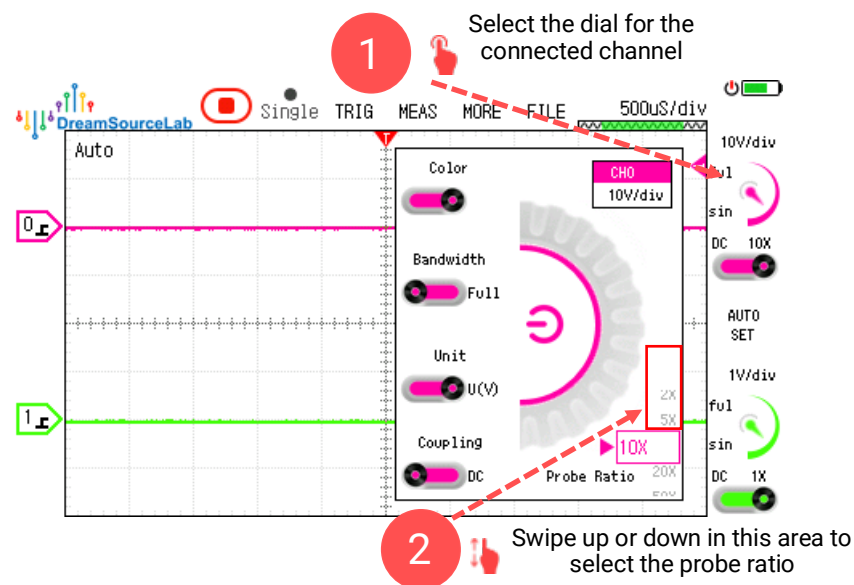 1
Select the dial for the
connected channel
DreamSourceLab
Single
TRIG
MEAS
MORE
FILE
500uS/div
Auto
T
10V/div
ful
sin
DC 10X
AUTO
SET
1V/div
ful
sin
DC 1X
0
1
Color
Bandwidth
Full
Unit
U(V)
Coupling
DC
CH0
10V/div
2X
5X
10X
Probe Ratio
20X
50X
2
Swipe up or down in this area to
select the probe ratio